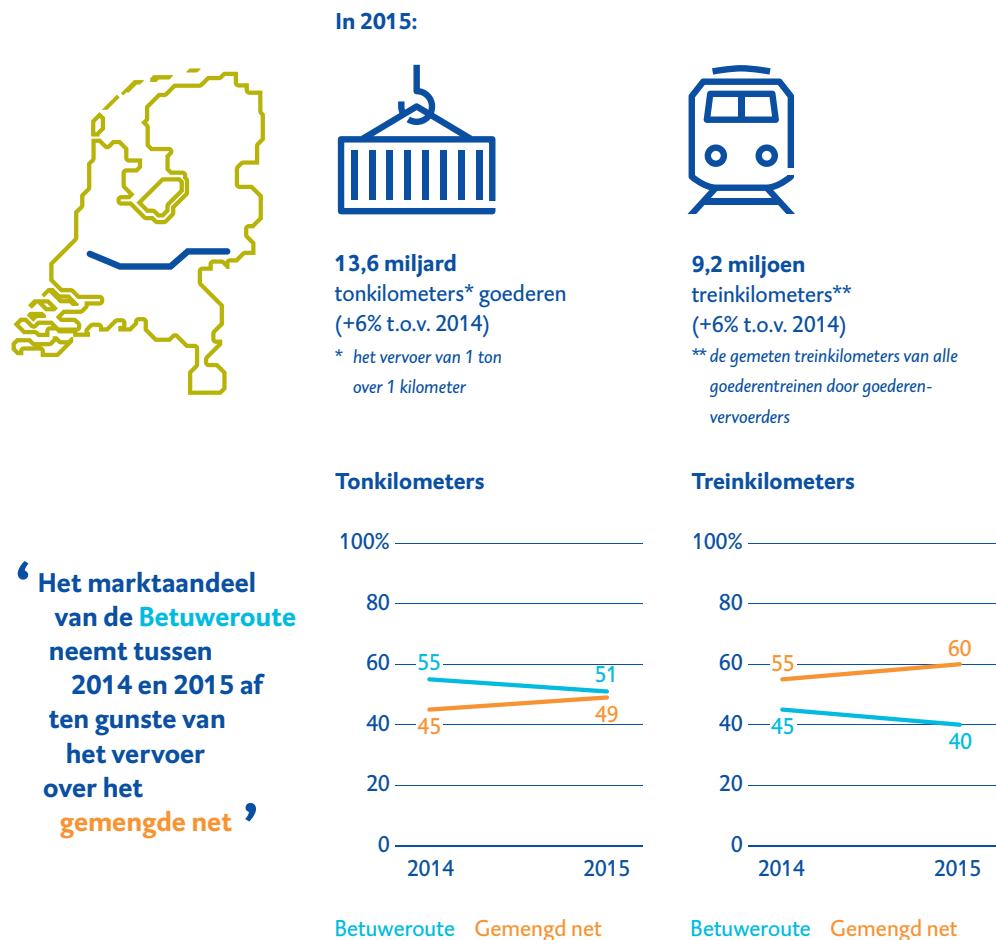 In 2015:
13,6 miljard
tonkilometers* goederen
(+6% t.o.v. 2014)
* het vervoer van 1 ton
over 1 kilometer
9,2 miljoen
treinkilometers**
(+6% t.o.v. 2014)
** de gemeten treinkilometers van alle
goederentreinen door goederen-
vervoerders
‘ Het marktaandeel
van de Betuweroute
neemt tussen
2014 en 2015 af
ten gunste van
het vervoer
over het
gemengde net ’
Tonkilometers
100%
80
60
40
20
0
55
51
45
49
2014
2015
Betuweroute Gemengd net
Treinkilometers
100%
80
60
40
20
0
55
60
45
40
2014
2015
Betuweroute Gemengd net